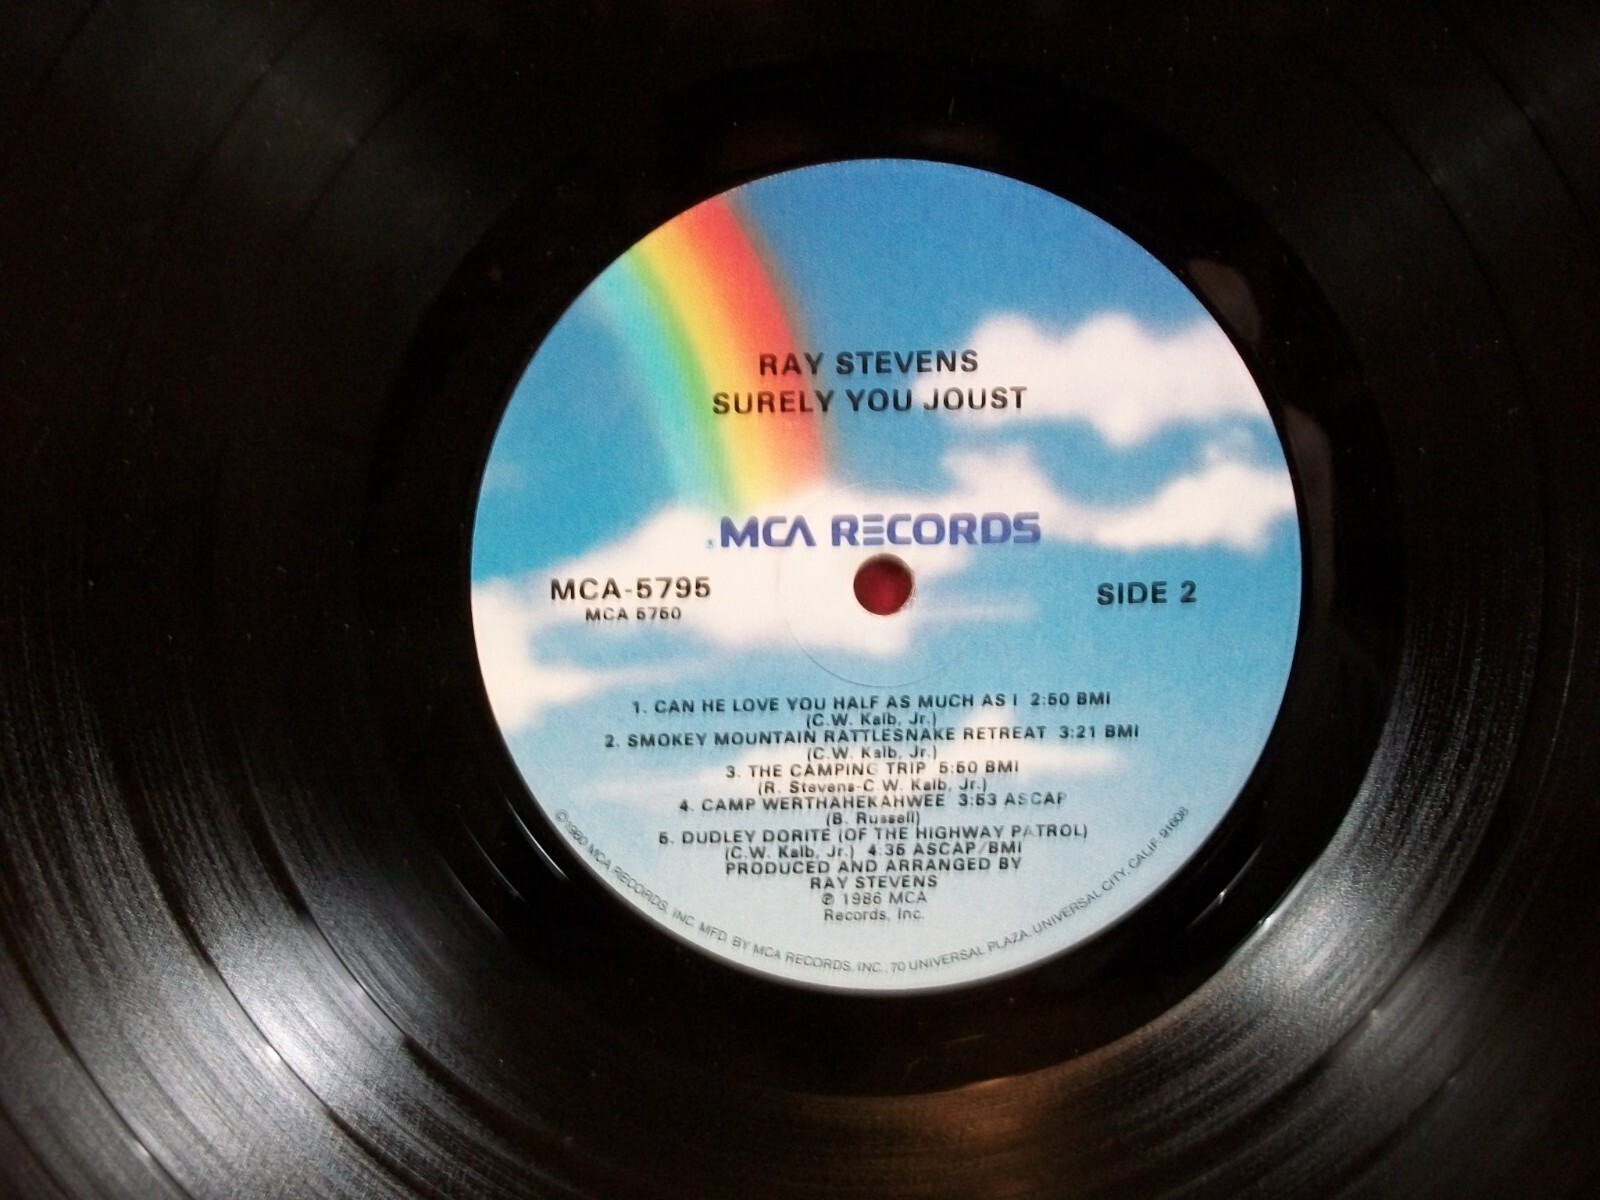 RAY STEVENS
SURELY YOU JOUST
MCA RECORDS
MCA-5795
MCA 5750
SIDE 2
1. CAN HE LOVE YOU HALF AS MUCH AS I 2:50 BMI
(C.W. Kalb, Jr.)
2. SMOKEY MOUNTAIN RATTLESNAKE RETREAT 3:21 BMI
(C.W. Kalb, Jr.)
3. THE CAMPING TRIP 5:50 BMI
(R. Stevens-C.W. Kalb, Jr.)
4. CAMP WERTHAHEKAHWEE 3:53 ASCAP
(B. Russell)
5. DUDLEY DORITE (OF THE HIGHWAY PATROL)
(C.W. Kalb, Jr.) 4:35 ASCAP/BMI
PRODUCED AND ARRANGED BY
RAY STEVENS
℗ 1986 MCA
Records, Inc.
©1980 MCA RECORDS, INC. MFD. BY MCA RECORDS, INC., 70 UNIVERSAL PLAZA, UNIVERSAL CITY, CALIF. 91608